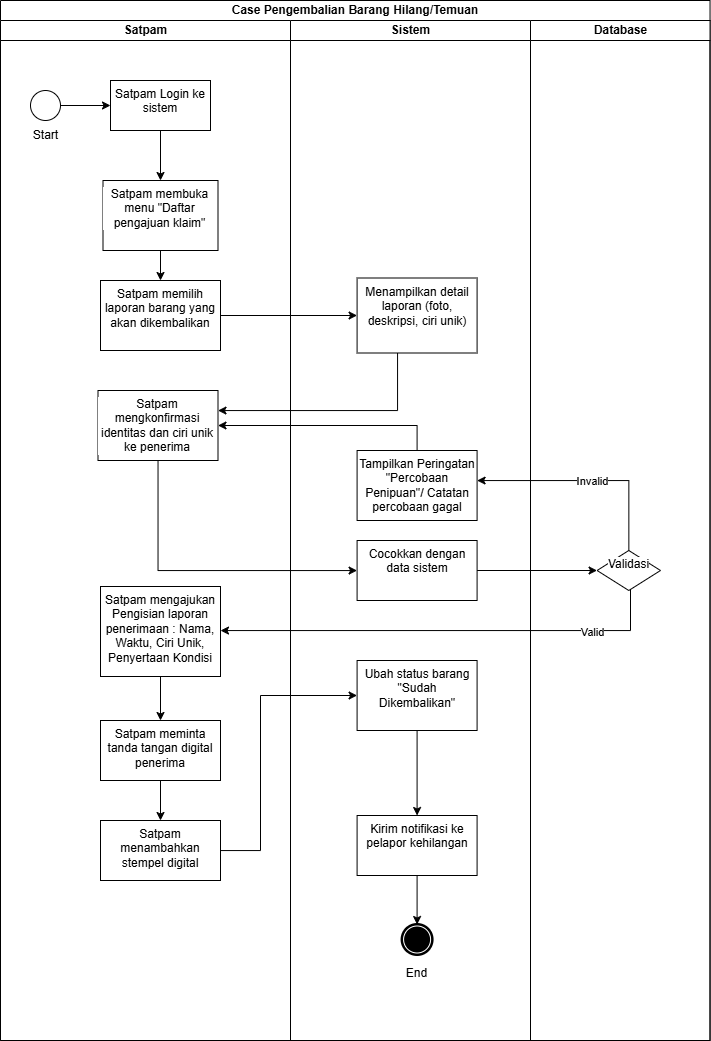 Case Pengembalian Barang Hilang/Temuan
Satpam
Sistem
Database
Start
Satpam Login ke
sistem
Satpam membuka
menu "Daftar
pengajuan klaim"
Satpam memilih
laporan barang yang
akan dikembalikan
Menampilkan detail
laporan (foto,
deskripsi, ciri unik)
Satpam
mengkonfirmasi
identitas dan ciri unik
ke penerima
Tampilkan Peringatan
"Percobaan
Penipuan"/ Catatan
percobaan gagal
Invalid
Cocokkan dengan
data sistem
Validasi
Valid
Satpam mengajukan
Pengisian laporan
penerimaan : Nama,
Waktu, Ciri Unik,
Penyertaan Kondisi
Ubah status barang
"Sudah
Dikembalikan"
Satpam meminta
tanda tangan digital
penerima
Satpam
menambahkan
stempel digital
Kirim notifikasi ke
pelapor kehilangan
End